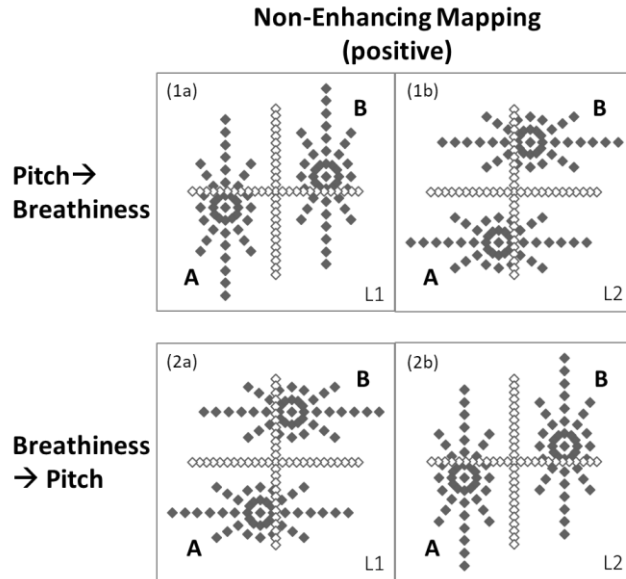 Non-Enhancing Mapping
(positive)
(1a)
B
A
L1
(1b)
B
A
L2
Pitch→
Breathiness
(2a)
B
A
L1
(2b)
B
A
L2
Breathiness
→ Pitch